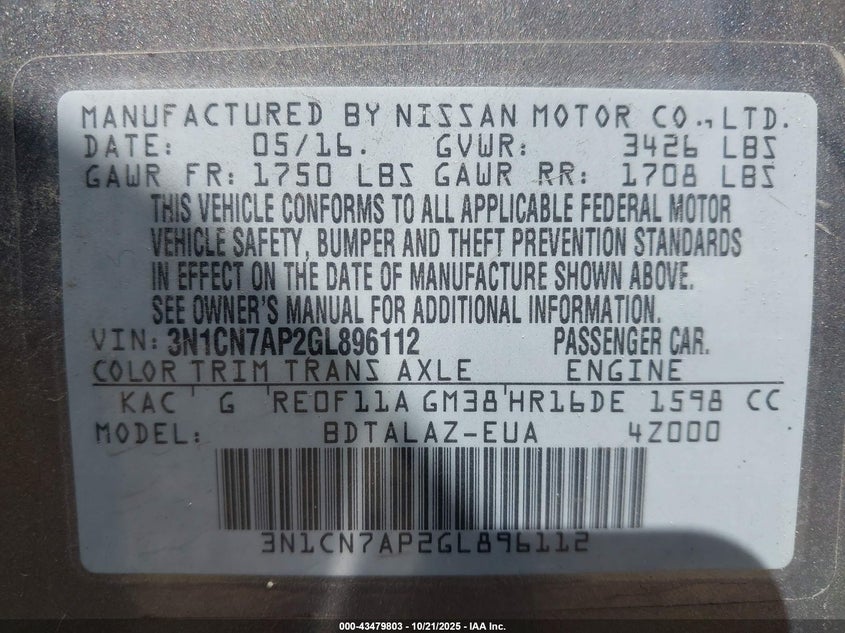 MANUFACTURED BY NISSAN MOTOR CO., LTD.
DATE: 05/16. GVWR: 3426 LBS
GAWR FR: 1750 LBS GAWR RR: 1708 LBS
THIS VEHICLE CONFORMS TO ALL APPLICABLE FEDERAL MOTOR
VEHICLE SAFETY, BUMPER AND THEFT PREVENTION STANDARDS
IN EFFECT ON THE DATE OF MANUFACTURE SHOWN ABOVE.
SEE OWNER'S MANUAL FOR ADDITIONAL INFORMATION.
VIN: 3N1CN7AP2GL896112 PASSENGER CAR.
COLOR TRIM TRANS AXLE ENGINE
KAC G RE0F11A GM38 HR16DE 1598 CC
MODEL: BDTALAZ-EUA 4Z000
3N1CN7AP2GL896112
000-43479803 - 10/21/2025 - IAA Inc.